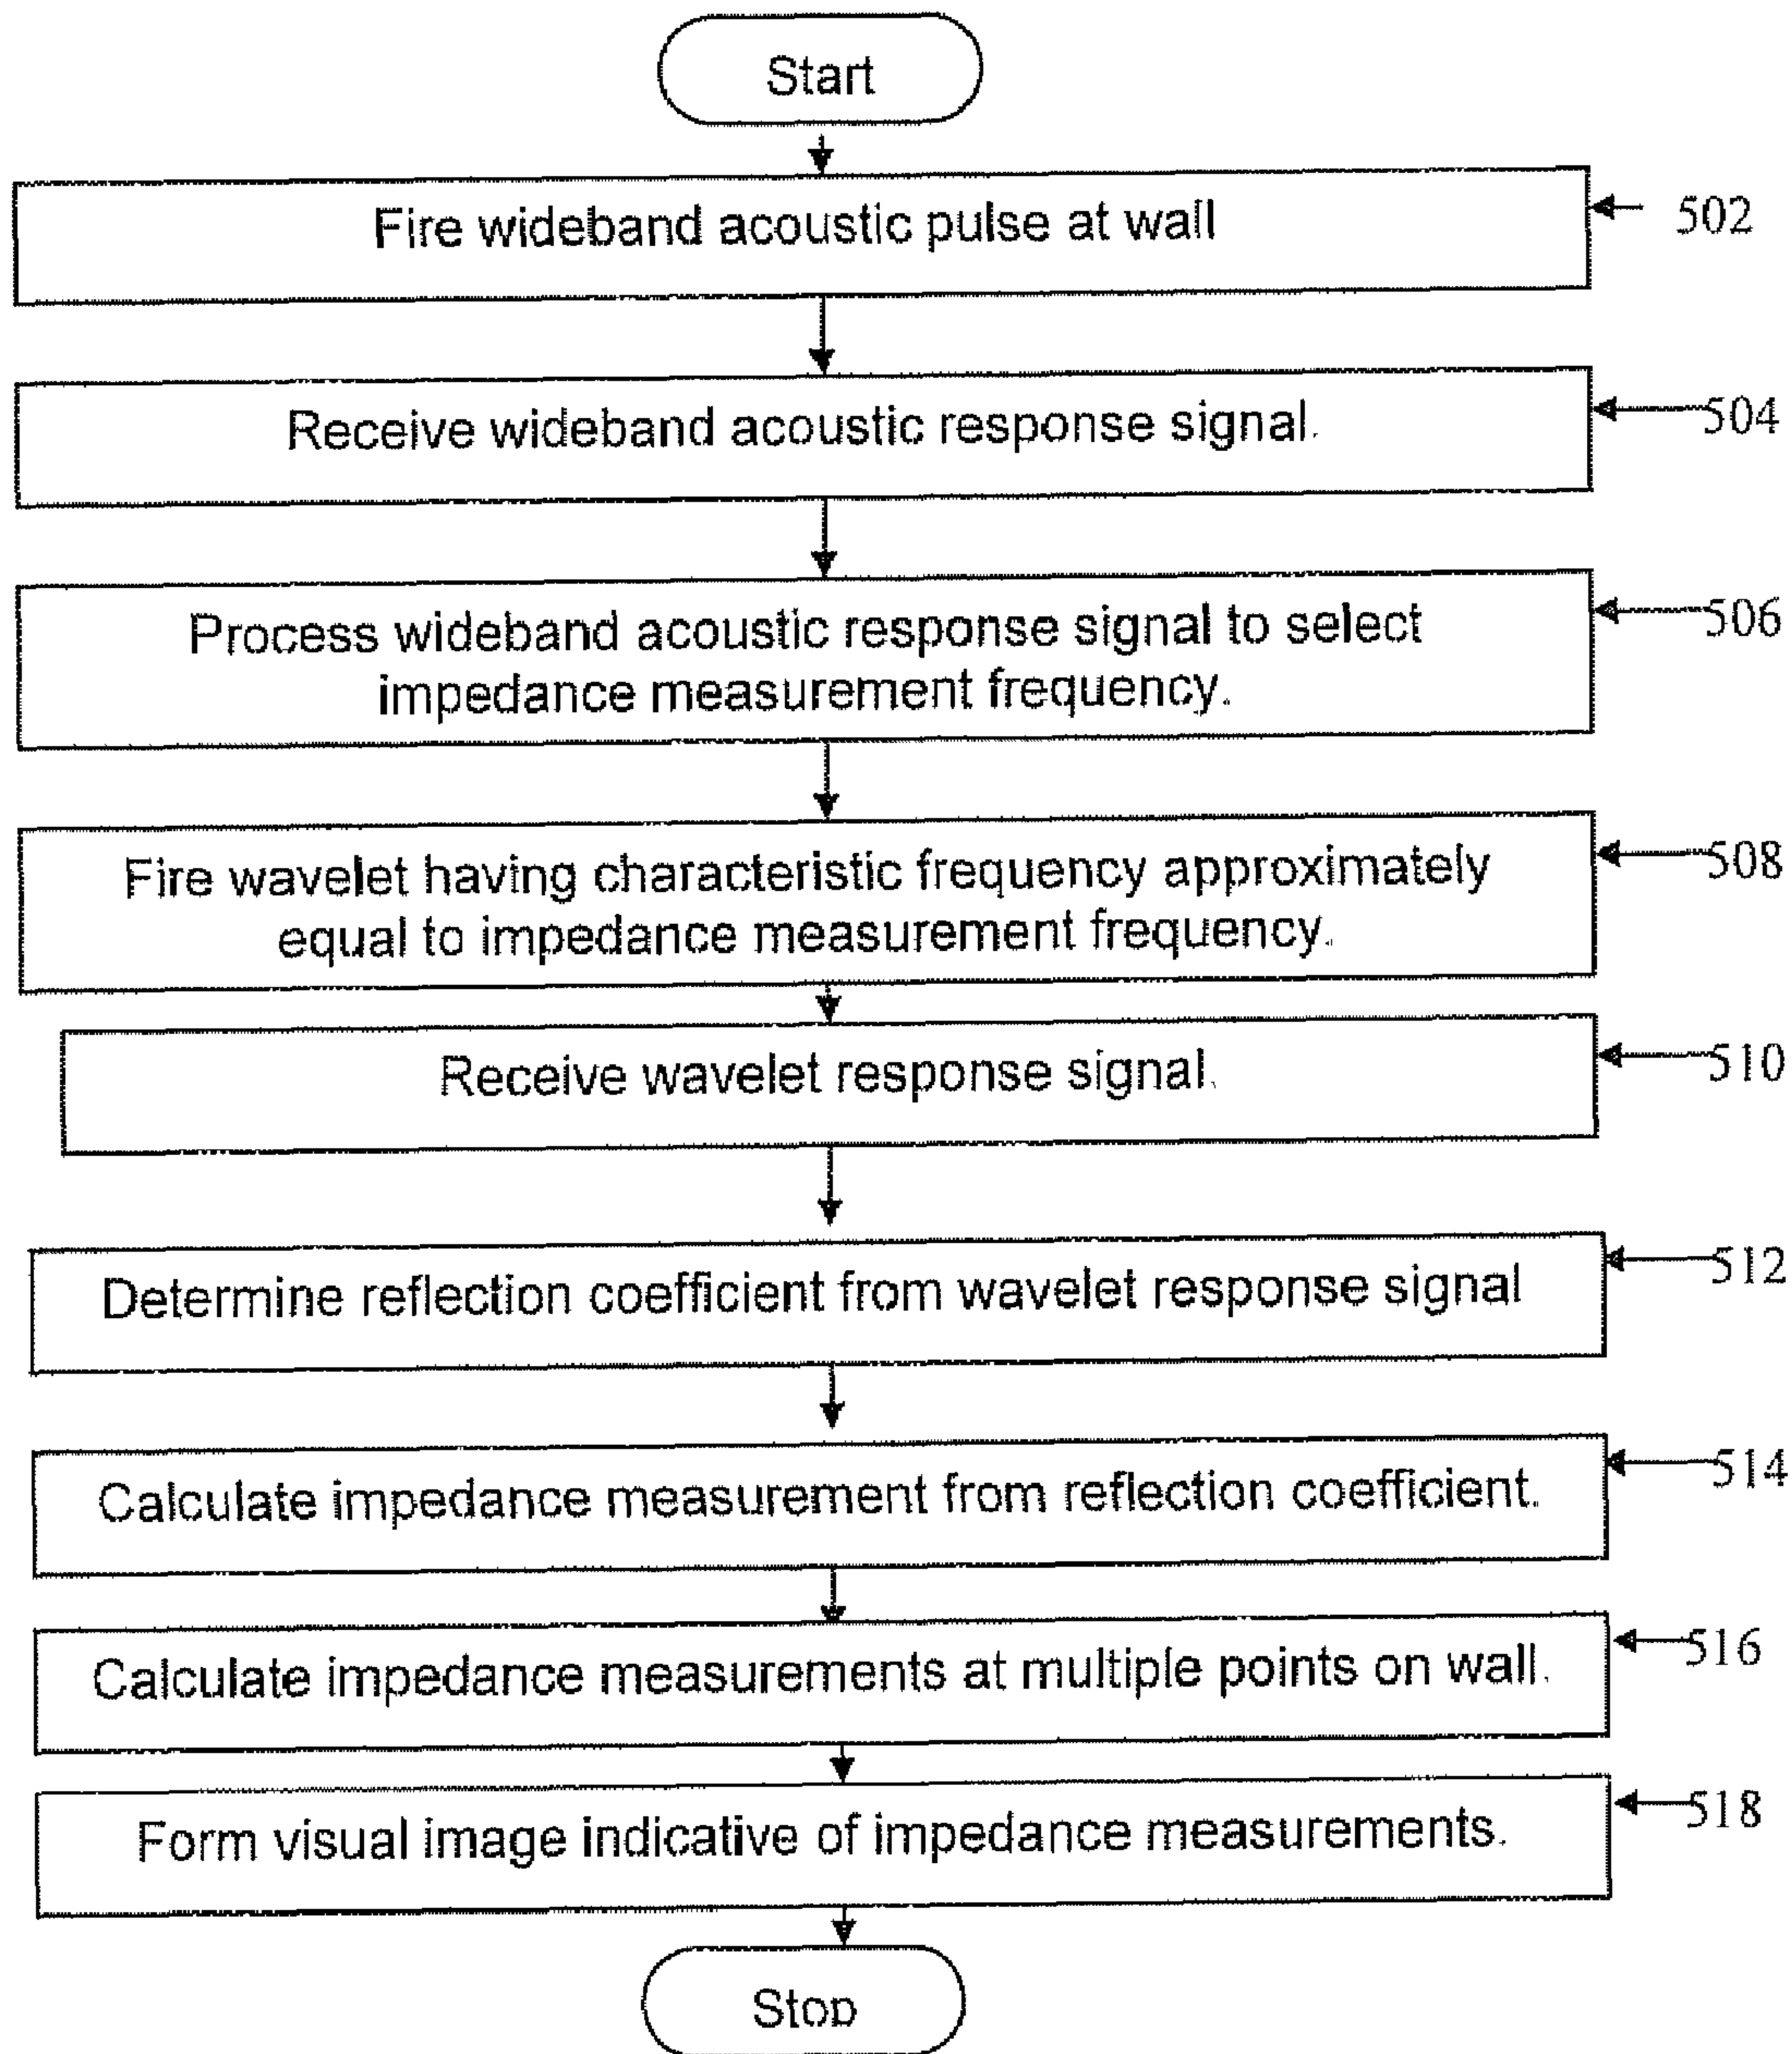 Start
Fire wideband acoustic pulse at wall
502
Receive wideband acoustic response signal.
504
Process wideband acoustic response signal to select
impedance measurement frequency.
506
Fire wavelet having characteristic frequency approximately
equal to impedance measurement frequency.
508
Receive wavelet response signal.
510
Determine reflection coefficient from wavelet response signal
512
Calculate impedance measurement from reflection coefficient.
514
Calculate impedance measurements at multiple points on wall.
516
Form visual image indicative of impedance measurements.
518
Stop